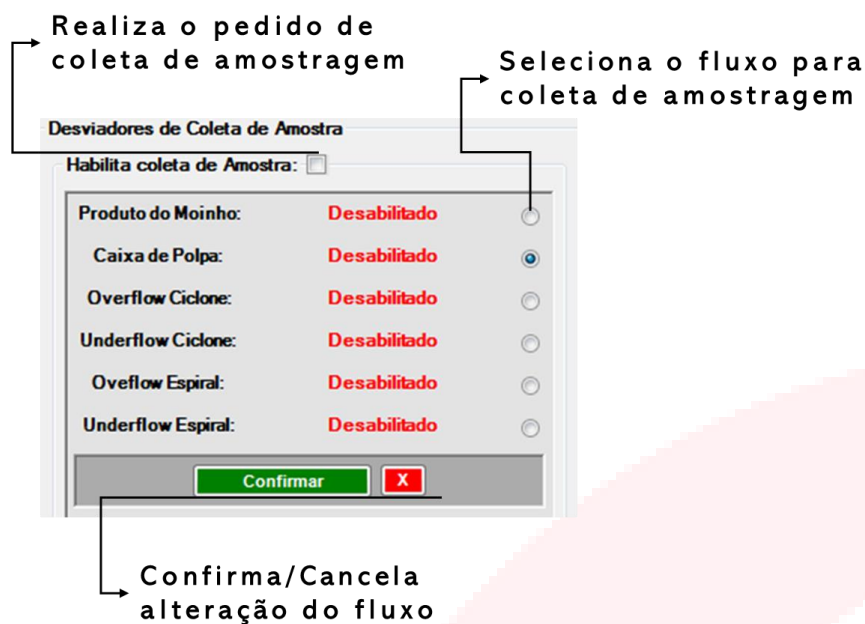 Realiza o pedido de
coleta de amostragem
Seleciona o fluxo para
coleta de amostragem
Desviadores de Coleta de Amostra
Habilita coleta de Amostra:
Produto do Moinho: Desabilitado
Caixa de Polpa: Desabilitado
Overflow Ciclone: Desabilitado
Underflow Ciclone: Desabilitado
Oveflow Espiral: Desabilitado
Underflow Espiral: Desabilitado
Confirmar X
Confirma/Cancela
alteração do fluxo